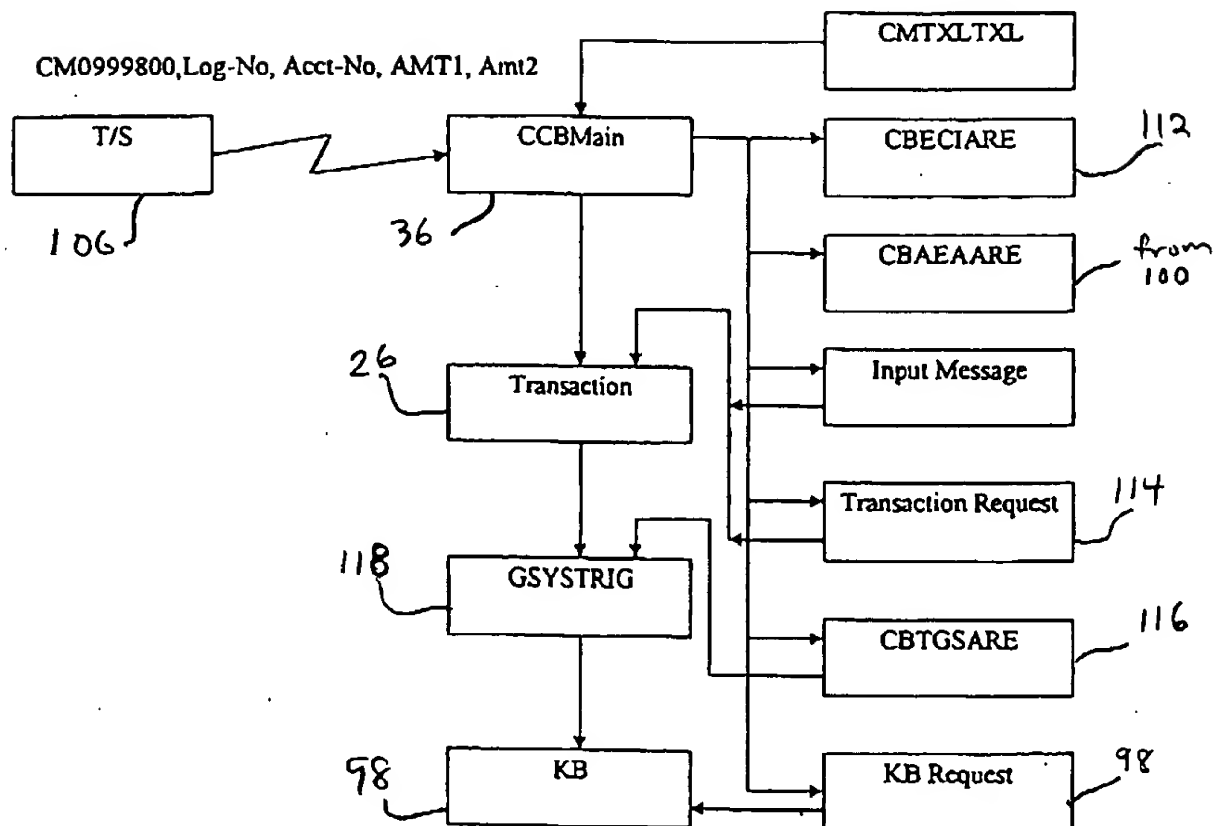 CMTXLTXL
CM0999800,Log-No, Acct-No, AMT1, Amt2
T/S
CCBMain
CBECIARE
112
106
36
CBAEAARE
from
100
26
Transaction
Input Message
Transaction Request
114
118
GSYSTRIG
CBTGSARE
116
98
KB
KB Request
98